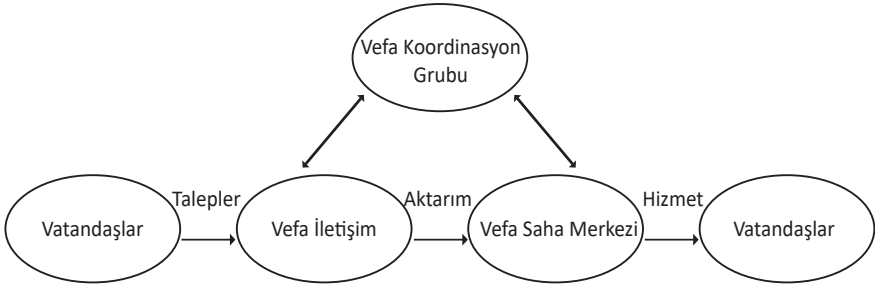 Vefa Koordinasyon
Grubu
Talepler
Aktarım
Hizmet
Vatandaşlar
Vefa İletişim
Vefa Saha Merkezi
Vatandaşlar